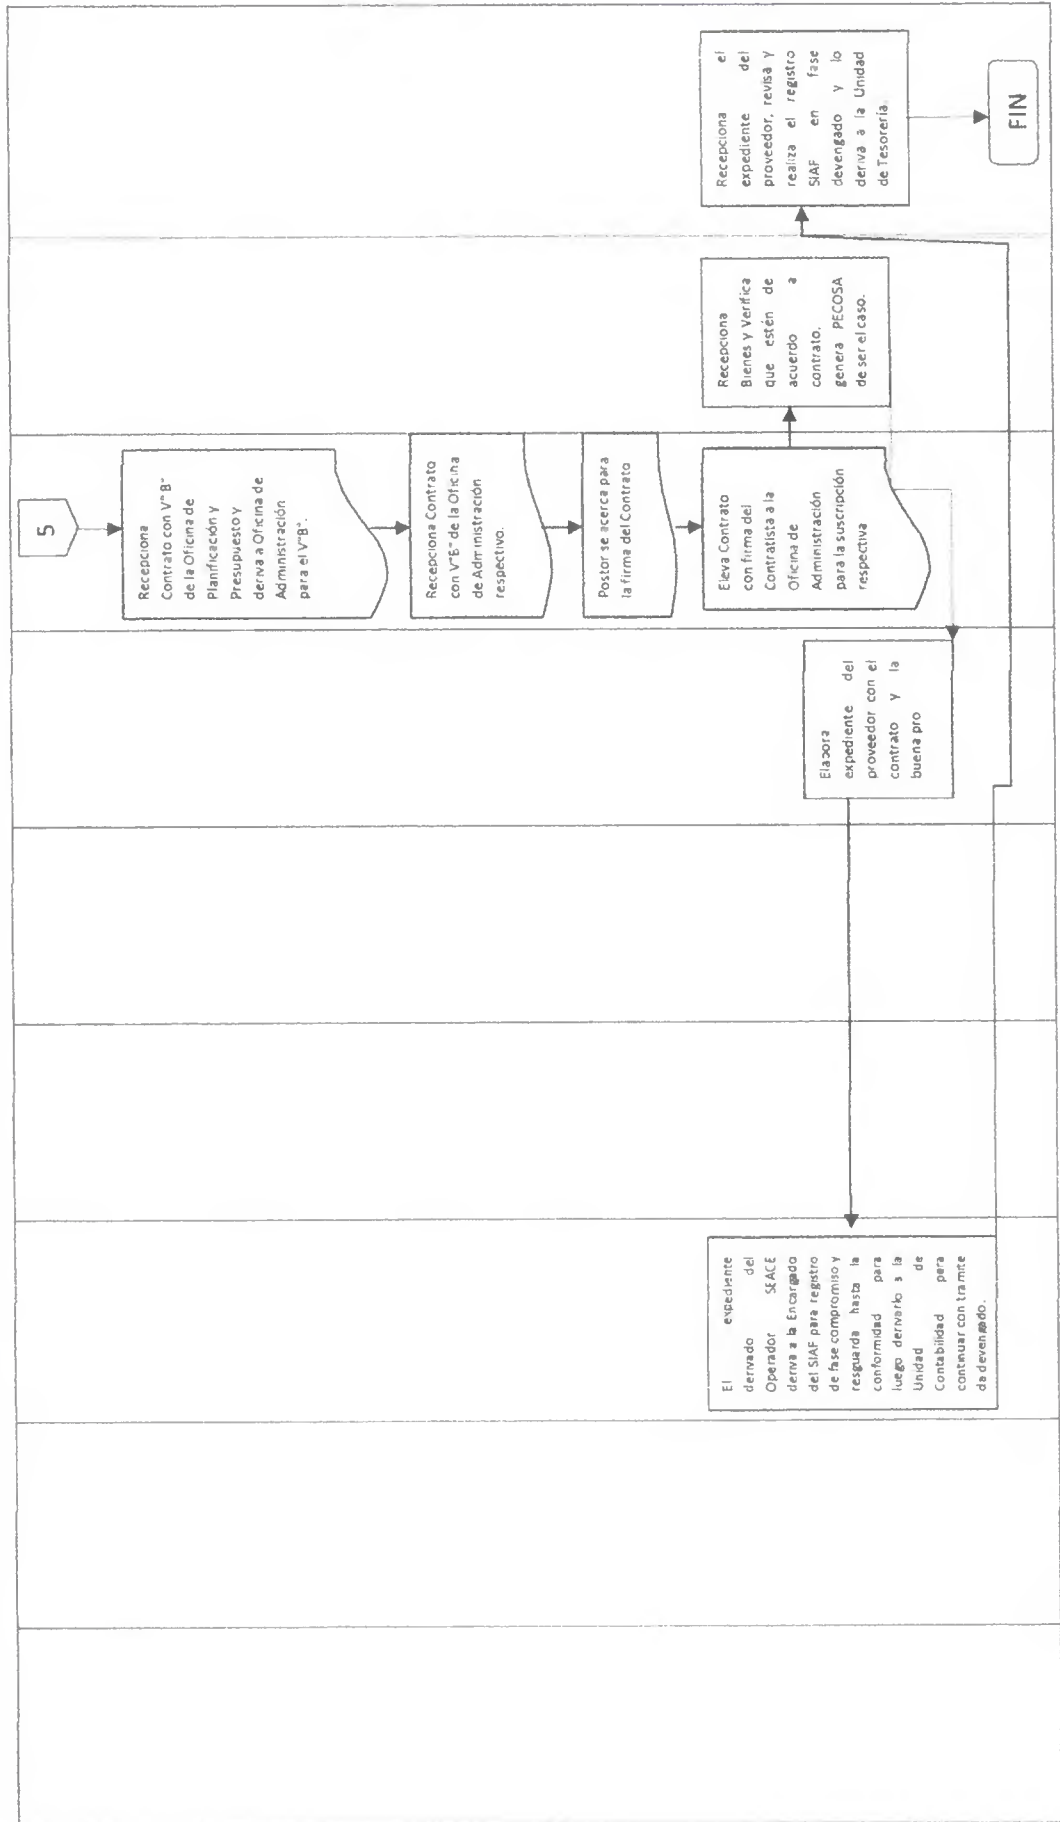 5
Recepciona
Contrato con V°B°
de la Oficina de
Planificación y
Presupuesto y
deriva a Oficina de
Administración
para el V°B°.
Recepciona Contrato
con V°B° de la Oficina
de Administración
respectivo.
Postor se acerca para
la firma del Contrato
Eleva Contrato
con firma del
Contratista a la
Oficina de
Administración
para la suscripción
respectiva
Recepciona
Bienes y Verifica
que estén de
acuerdo a
contrato,
genera PECOSA
de ser el caso.
Elabora
expediente del
proveedor con el
contrato y la
buena pro
El expediente
derivado del
Operador SEACE
deriva a la Encargado
del SIAF para registro
de fase compromiso y
resguarda hasta la
conformidad para
luego derivarlo a la
Unidad de
Contabilidad para
continuar con tramite
da devengado.
Recepciona el
expediente del
proveedor, revisa y
realiza el registro
SIAF en fase
devengado y lo
deriva a la Unidad
de Tesorería.
FIN